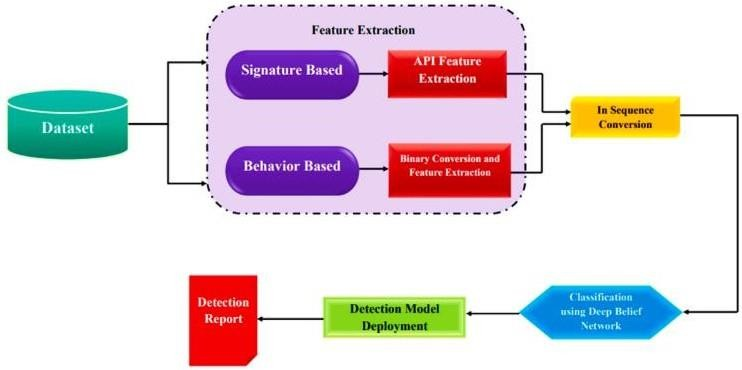 Feature Extraction
Signature Based
API Feature
Extraction
Dataset
In Sequence
Conversion
Behavior Based
Binary Conversion and
Feature Extraction
Classification
using Deep Belief
Network
Detection Model
Deployment
Detection
Report